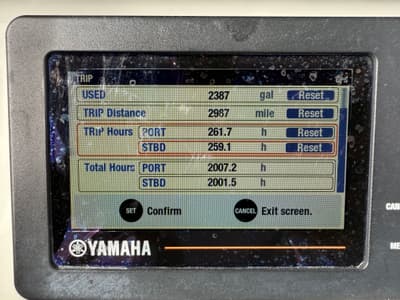 TRIP
USED 2387 gal Reset
TRIP Distance 2987 mile Reset
TRIP Hours PORT 261.7 h Reset
STBD 259.1 h Reset
Total Hours PORT 2007.2 h
STBD 2001.5 h
SET Confirm CANCEL Exit screen.
YAMAHA